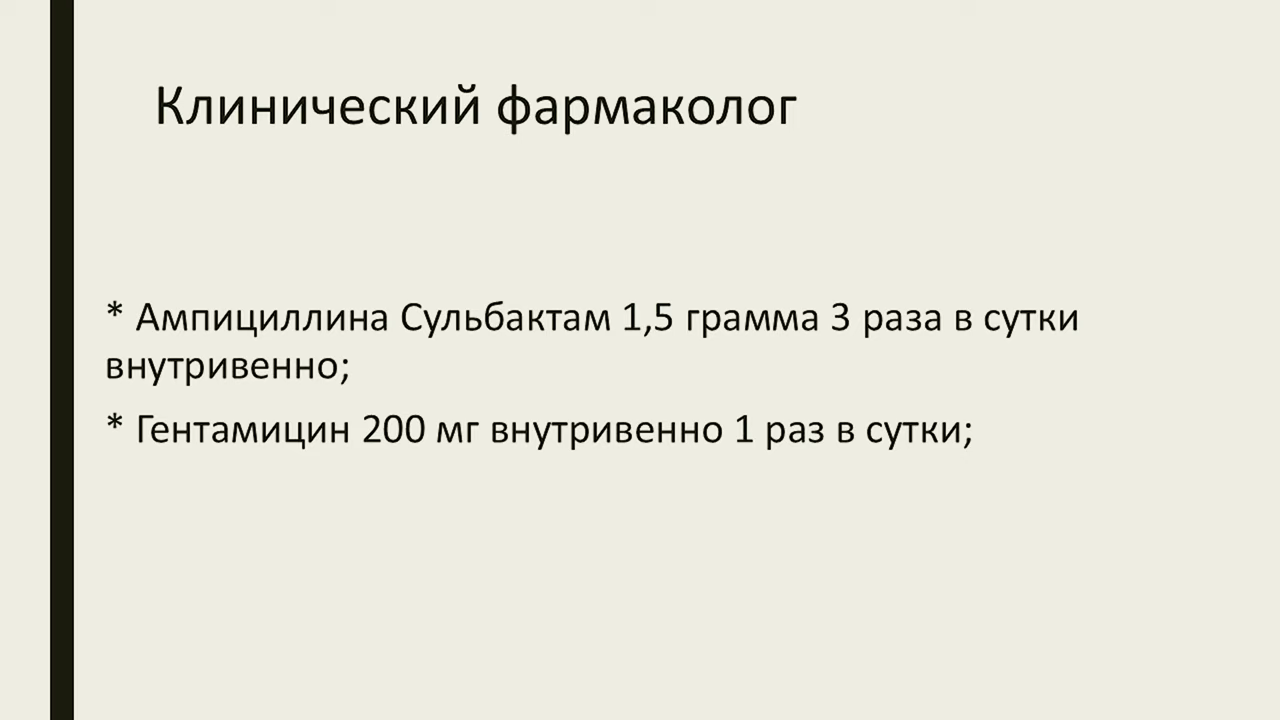 Клинический фармаколог
* Ампициллина Сульбактам 1,5 грамма 3 раза в сутки
внутривенно;
* Гентамицин 200 мг внутривенно 1 раз в сутки;